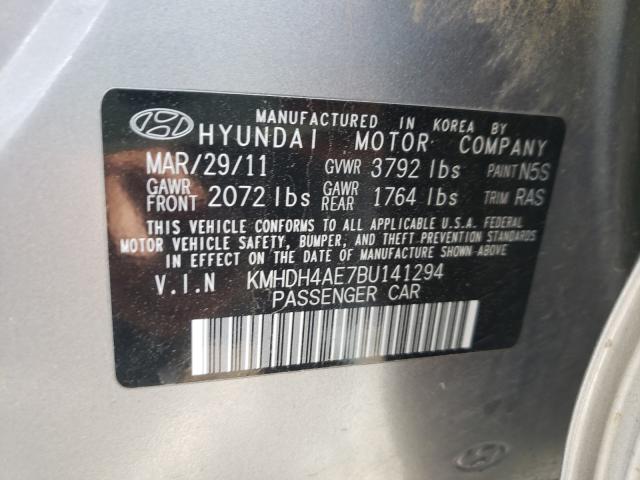 MANUFACTURED IN KOREA BY
HYUNDAI MOTOR COMPANY
MAR/29/11 GVWR 3792 lbs PAINT N5S
GAWR FRONT 2072 lbs GAWR REAR 1764 lbs TRIM RAS
THIS VEHICLE CONFORMS TO ALL APPLICABLE U.S.A. FEDERAL
MOTOR VEHICLE SAFETY, BUMPER, AND THEFT PREVENTION STANDARDS
IN EFFECT ON THE DATE OF MANUFACTURE SHOWN ABOVE
V.I.N KMHDH4AE7BU141294
PASSENGER CAR